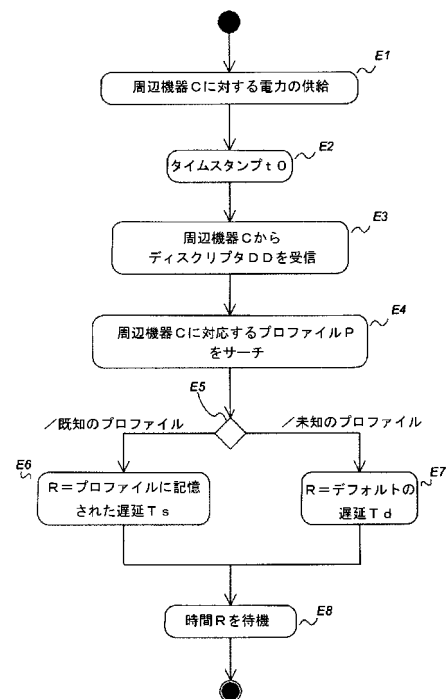 E1
周辺機器Cに対する電力の供給
E2
タイムスタンプt0
E3
周辺機器Cから
ディスクリプタDDを受信
E4
周辺機器Cに対応するプロファイルP
をサーチ
E5
／既知のプロファイル
／未知のプロファイル
E6
R＝プロファイルに記憶
された遅延Ts
E7
R＝デフォルトの
遅延Td
E8
時間Rを待機